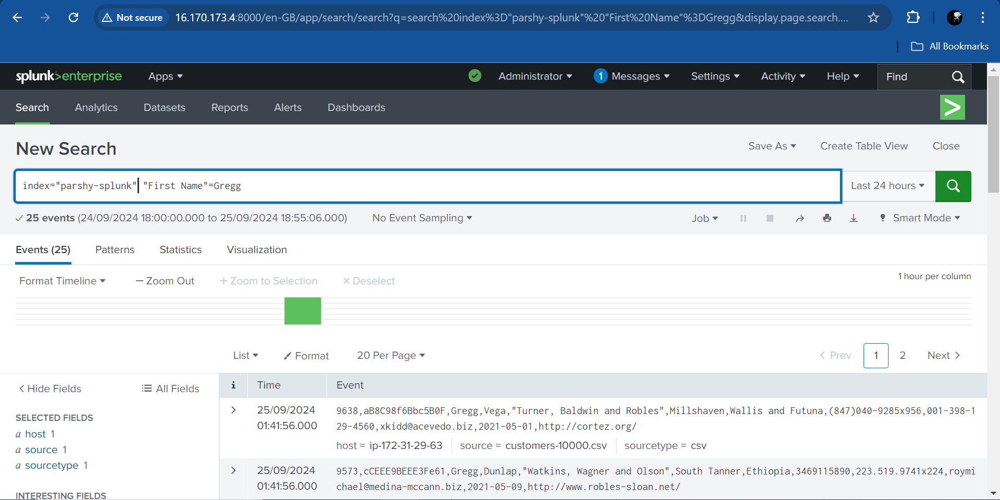 Not secure 16.170.173.4:8000/en-GB/app/search/search?q=search%20index%3D"parshy-splunk"%20"First%20Name"%3DGregg&display.page.search....
All Bookmarks
splunk>enterprise Apps Administrator 1 Messages Settings Activity Help Find
Search Analytics Datasets Reports Alerts Dashboards
New Search Save As Create Table View Close
index="parshy-splunk" "First Name"=Gregg Last 24 hours
25 events (24/09/2024 18:00:00.000 to 25/09/2024 18:55:06.000) No Event Sampling Job Smart Mode
Events (25) Patterns Statistics Visualization
Format Timeline — Zoom Out + Zoom to Selection × Deselect 1 hour per column
List Format 20 Per Page < Prev 1 2 Next >
< Hide Fields All Fields i Time Event
SELECTED FIELDS
a host 1
a source 1
a sourcetype 1
INTERESTING FIELDS
> 25/09/2024 01:41:56.000
9638,aB8C98f6Bbc5B0F,Gregg,Vega,"Turner, Baldwin and Robles",Millshaven,Wallis and Futuna,(847)040-9285x956,001-398-1
29-4560,xkidd@acevedo.biz,2021-05-01,http://cortez.org/
host = ip-172-31-29-63 source = customers-10000.csv sourcetype = csv
> 25/09/2024 01:41:56.000
9573,cCEEE9BEEE3Fe61,Gregg,Dunlap,"Watkins, Wagner and Olson",South Tanner,Ethiopia,3469115890,223.519.9741x224,roymi
chael@medina-mccann.biz,2021-05-09,http://www.robles-sloan.net/